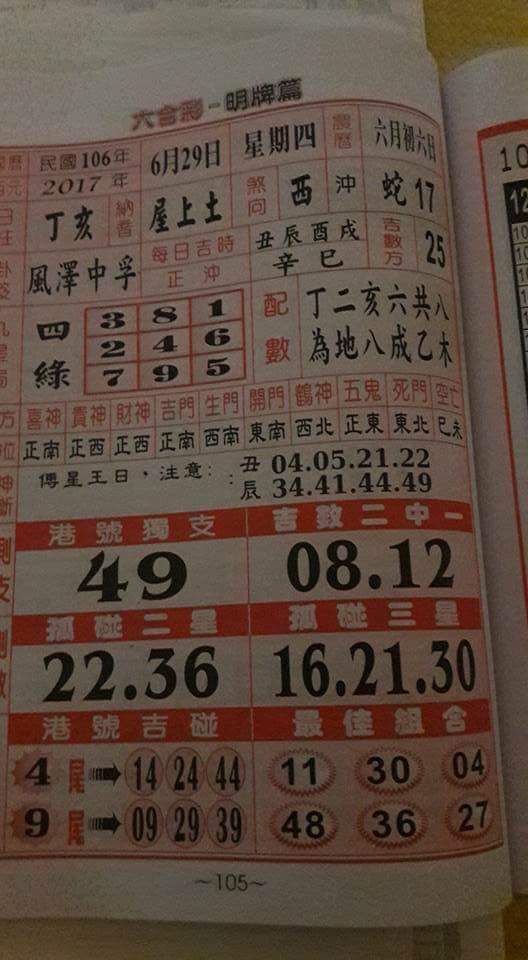 六合彩-明牌篇
民國106年 6月29日 星期四 農曆 六月初六日
2017年
丁亥 納音 屋上土 煞向 西 沖 蛇17
風澤中孚 每日吉時 正沖 丑辰酉戌 辛巳 吉數方 25
四綠 配數 丁二亥六共八
為地八成乙木
3 8 1
2 4 6
7 9 5
喜神 貴神 財神 吉門 生門 開門 鶴神 五鬼 死門 空亡
正南 正西 正西 正南 西南 東南 西北 正東 東北 巳未
傅星王日，注意: : 丑 04.05.21.22
辰 34.41.44.49
港號獨支 吉數二中一
49 08.12
孤碰二星 孤碰三星
22.36 16.21.30
港號吉碰 最佳組合
4尾 14 24 44 11 30 04
9尾 09 29 39 48 36 27
~105~
10
12